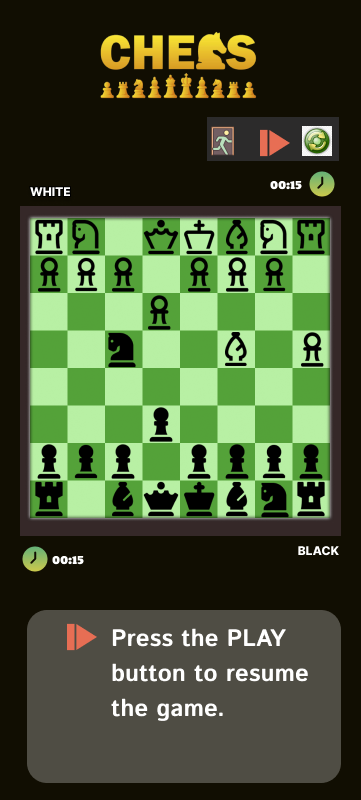 CHESS
00:15
WHITE
00:15
BLACK
Press the PLAY
button to resume
the game.